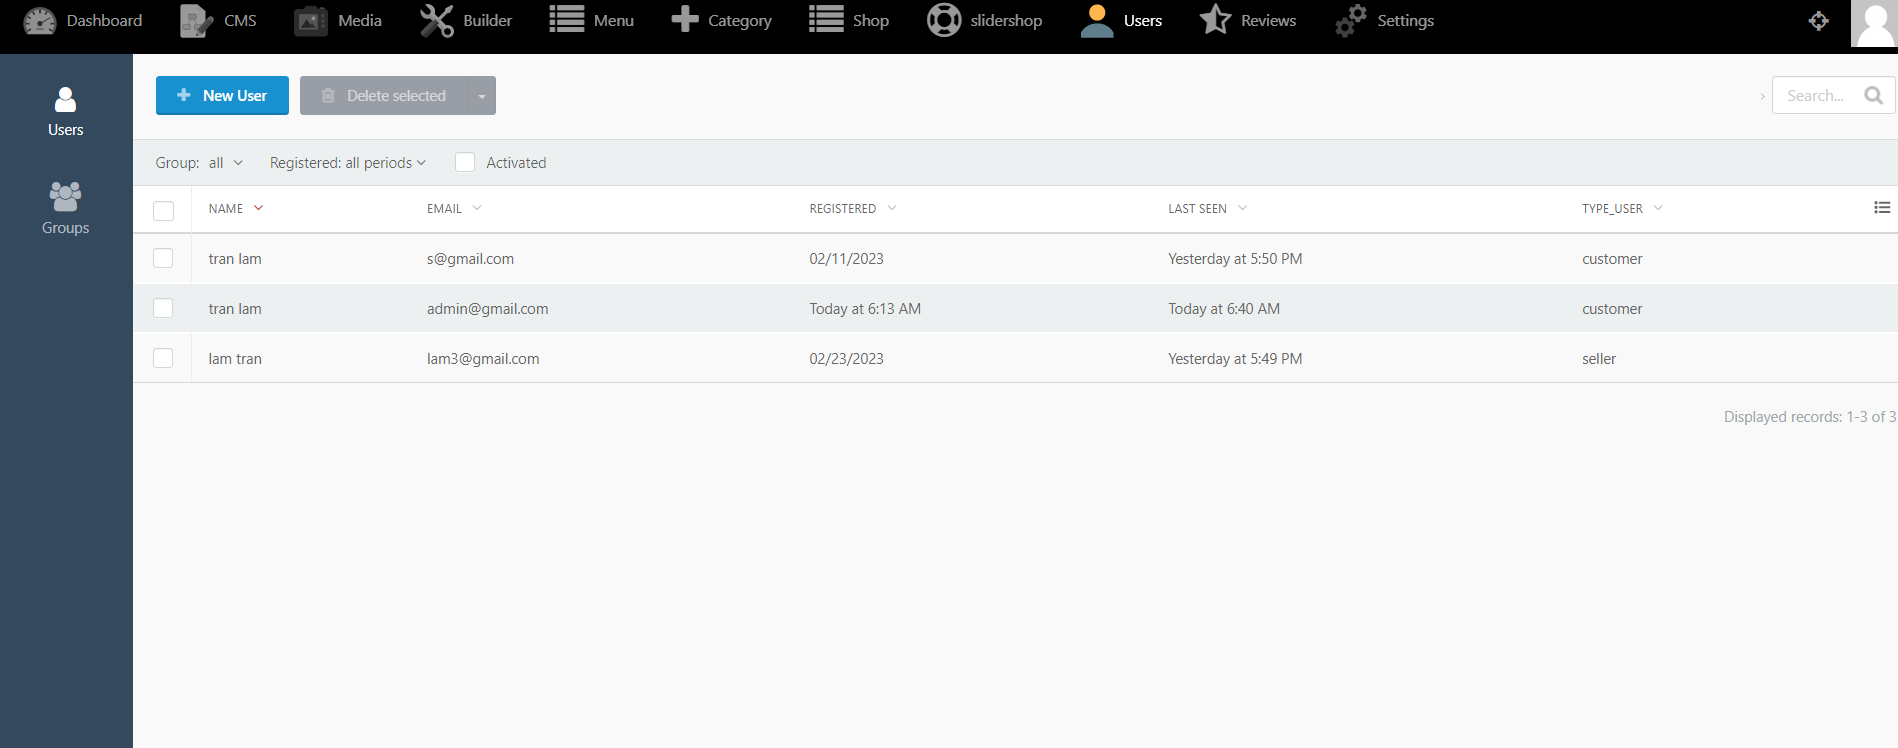 Dashboard CMS Media Builder Menu Category Shop slidershop Users Reviews Settings
Users
Groups
New User Delete selected Search...
Group: all Registered: all periods Activated
NAME EMAIL REGISTERED LAST SEEN TYPE_USER
tran lam s@gmail.com 02/11/2023 Yesterday at 5:50 PM customer
tran lam admin@gmail.com Today at 6:13 AM Today at 6:40 AM customer
lam tran lam3@gmail.com 02/23/2023 Yesterday at 5:49 PM seller
Displayed records: 1-3 of 3